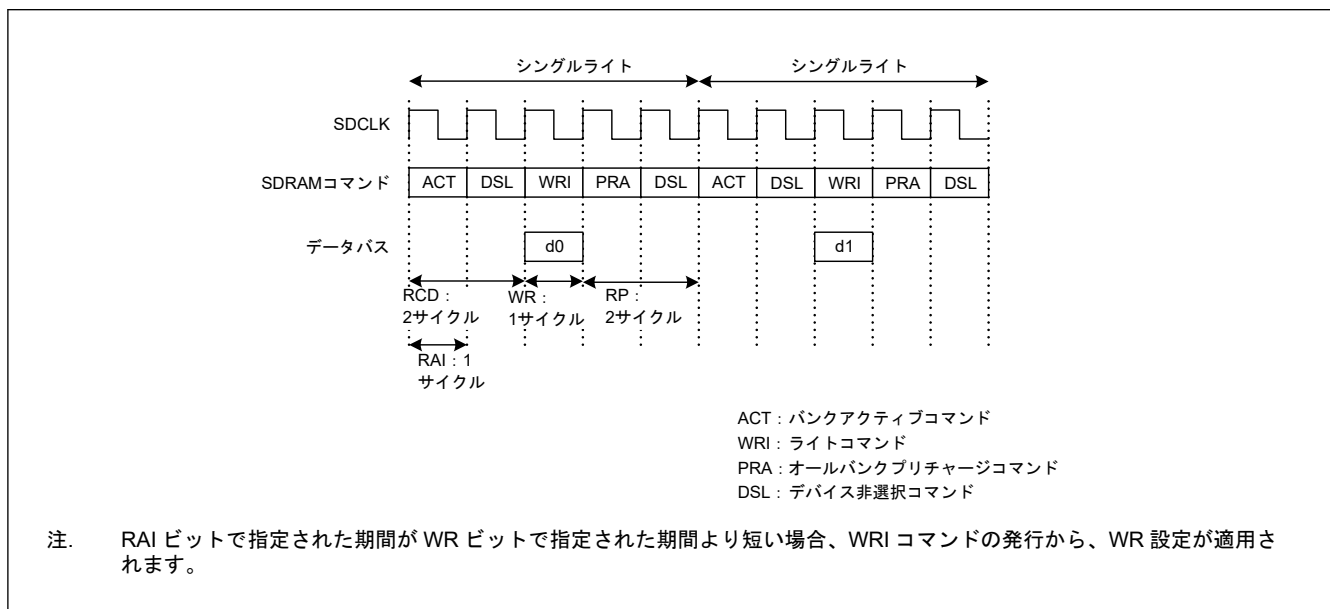 シングルライト シングルライト
SDCLK
SDRAMコマンド ACT DSL WRI PRA DSL ACT DSL WRI PRA DSL
データバス d0 d1
RCD: WR: RP:
2サイクル 1サイクル 2サイクル
RAI:1
サイクル
ACT:バンクアクティブコマンド
WRI:ライトコマンド
PRA:オールバンクプリチャージコマンド
DSL:デバイス非選択コマンド
注. RAI ビットで指定された期間が WR ビットで指定された期間より短い場合、WRI コマンドの発行から、WR 設定が適用さ
れます。